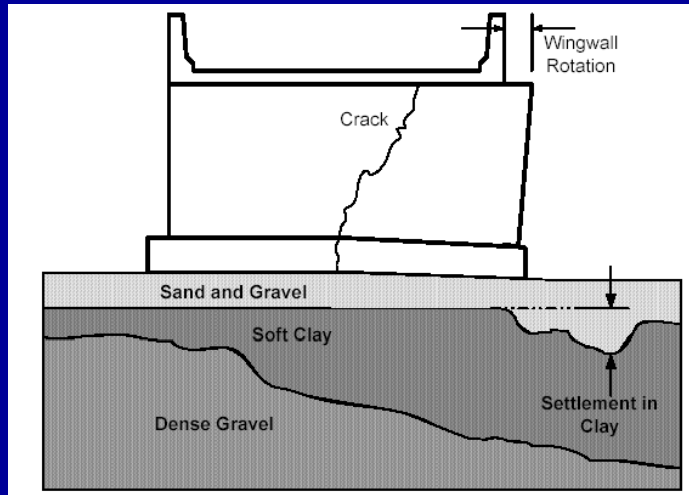 Wingwall
Rotation
Crack
Sand and Gravel
Soft Clay
Settlement in
Clay
Dense Gravel